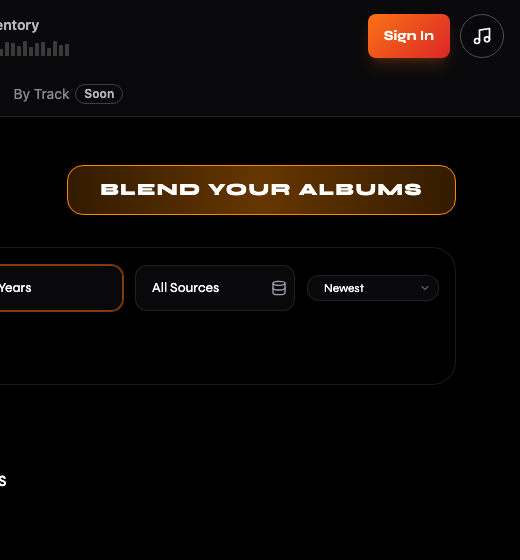 entory
Sign In
By Track Soon
BLEND YOUR ALBUMS
Years
All Sources
Newest
s